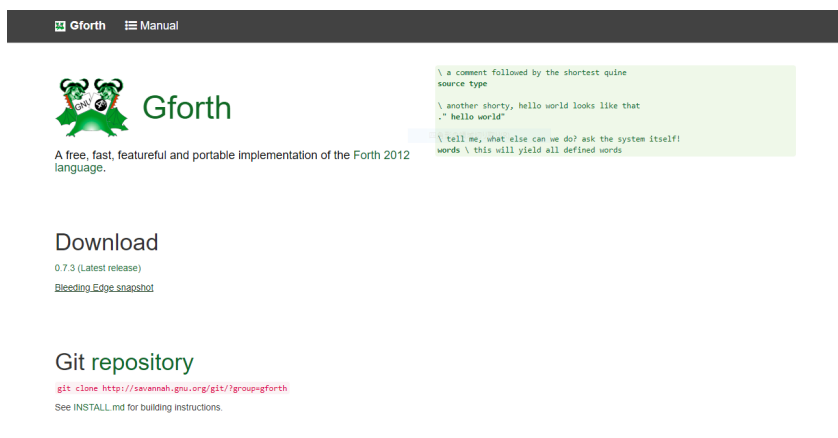 Gforth Manual
GNU
Gforth
A free, fast, featureful and portable implementation of the Forth 2012
language.
\ a comment followed by the shortest quine
source type
\ another shorty, hello world looks like that
." hello world"
\ tell me, what else can we do? ask the system itself!
words \ this will yield all defined words
Download
0.7.3 (Latest release)
Bleeding Edge snapshot
Git repository
git clone http://savannah.gnu.org/git/?group=gforth
See INSTALL.md for building instructions.